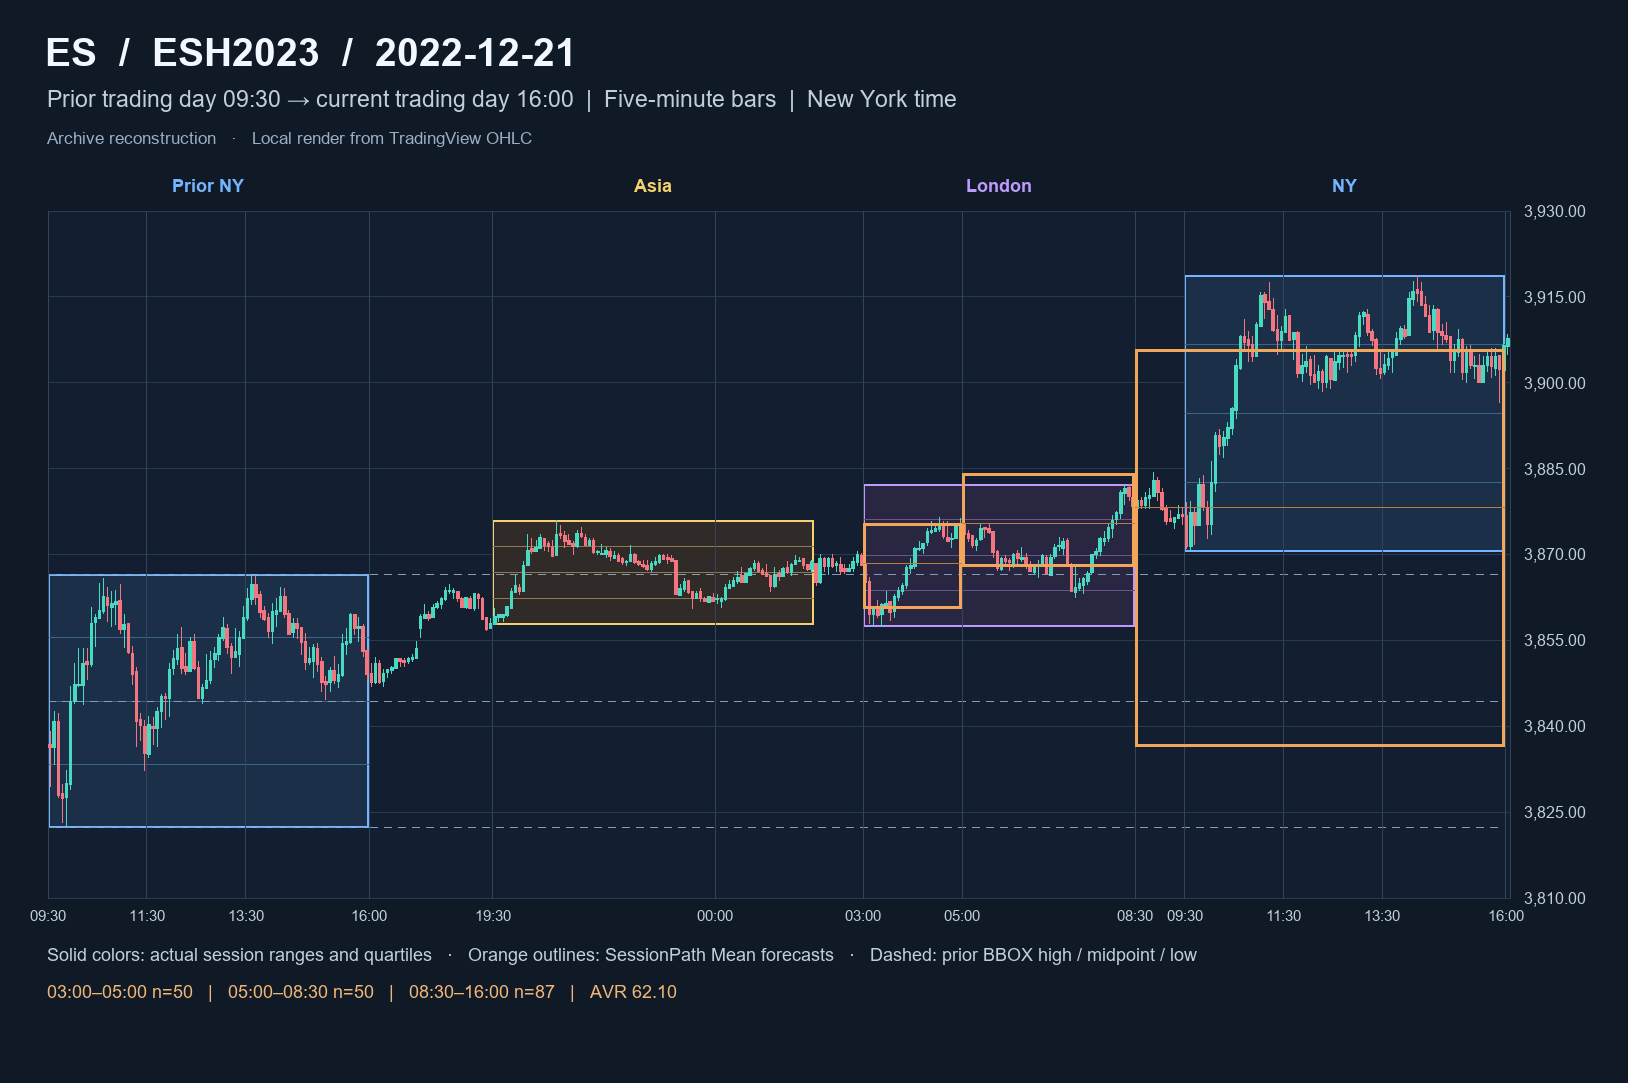 ES / ESH2023 / 2022-12-21
Prior trading day 09:30 → current trading day 16:00 | Five-minute bars | New York time
Archive reconstruction · Local render from TradingView OHLC
Prior NY Asia London NY
3,930.00
3,915.00
3,900.00
3,885.00
3,870.00
3,855.00
3,840.00
3,825.00
3,810.00
09:30 11:30 13:30 16:00 19:30 00:00 03:00 05:00 08:30 09:30 11:30 13:30 16:00
Solid colors: actual session ranges and quartiles · Orange outlines: SessionPath Mean forecasts · Dashed: prior BBOX high / midpoint / low
03:00–05:00 n=50 | 05:00–08:30 n=50 | 08:30–16:00 n=87 | AVR 62.10